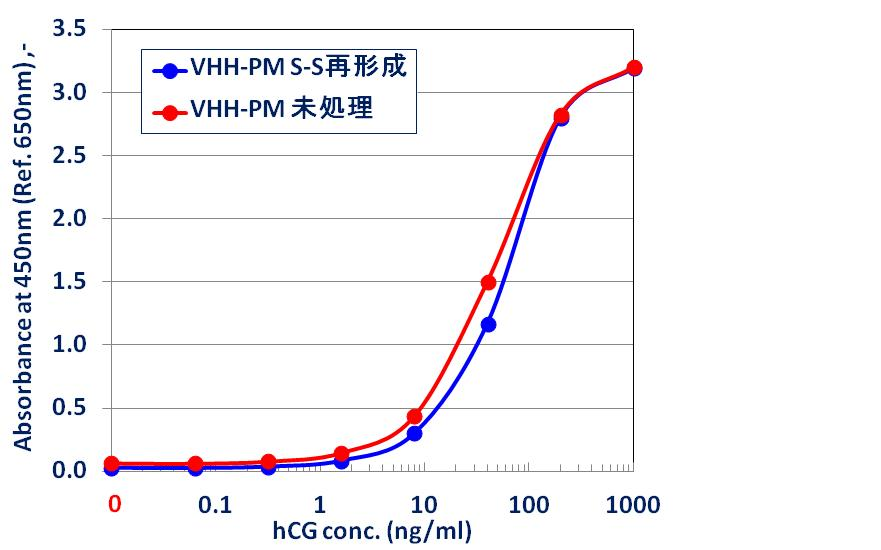 Absorbance at 450nm (Ref. 650nm) ,-
3.5
3.0
2.5
2.0
1.5
1.0
0.5
0.0
VHH-PM S-S再形成
VHH-PM 未処理
0 0.1 1 10 100 1000
hCG conc. (ng/ml)